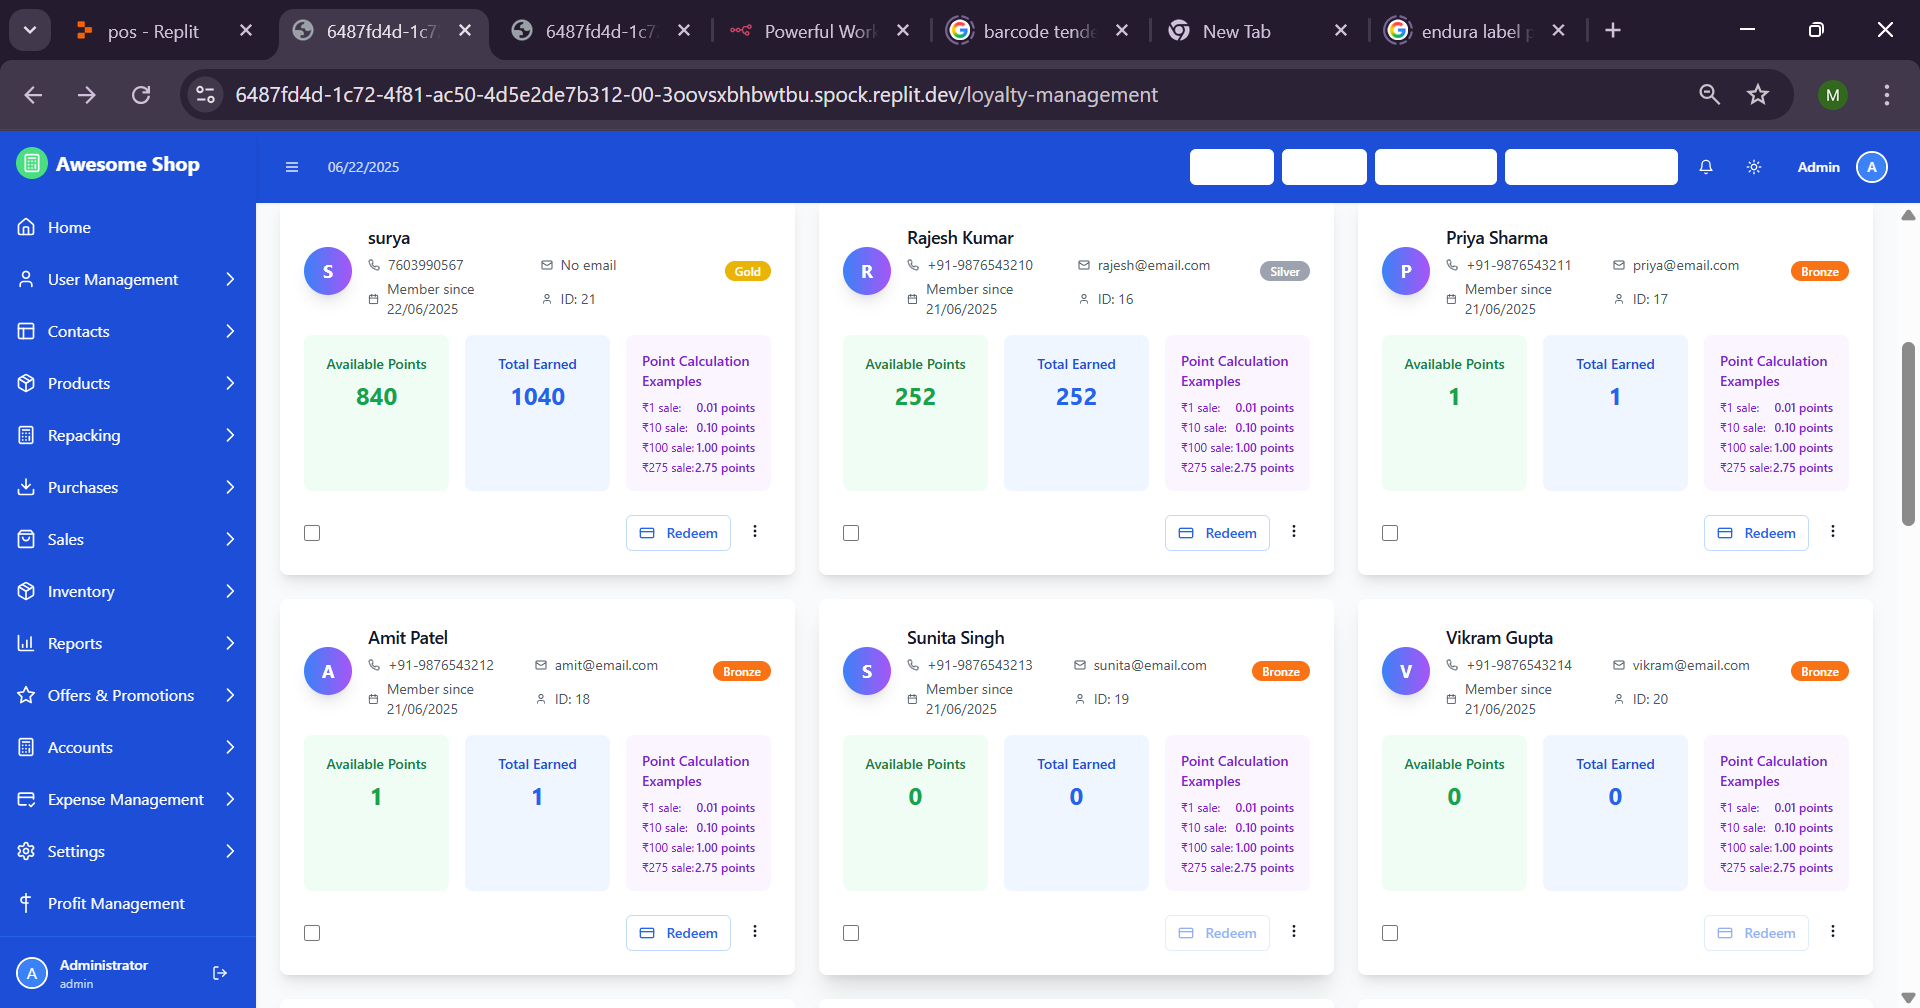 pos - Replit
6487fd4d-1c7
6487fd4d-1c7
Powerful Work
barcode tende
New Tab
endura label p
6487fd4d-1c72-4f81-ac50-4d5e2de7b312-00-3oovsxbhbwtbu.spock.replit.dev/loyalty-management
M
Awesome Shop
06/22/2025
Admin
A
Home
User Management
Contacts
Products
Repacking
Purchases
Sales
Inventory
Reports
Offers & Promotions
Accounts
Expense Management
Settings
Profit Management
A
Administrator
admin
S
surya
7603990567
No email
Member since
22/06/2025
ID: 21
Gold
Available Points
840
Total Earned
1040
Point Calculation
Examples
₹1 sale: 0.01 points
₹10 sale: 0.10 points
₹100 sale: 1.00 points
₹275 sale: 2.75 points
Redeem
R
Rajesh Kumar
+91-9876543210
rajesh@email.com
Member since
21/06/2025
ID: 16
Silver
Available Points
252
Total Earned
252
Point Calculation
Examples
₹1 sale: 0.01 points
₹10 sale: 0.10 points
₹100 sale: 1.00 points
₹275 sale: 2.75 points
Redeem
P
Priya Sharma
+91-9876543211
priya@email.com
Member since
21/06/2025
ID: 17
Bronze
Available Points
1
Total Earned
1
Point Calculation
Examples
₹1 sale: 0.01 points
₹10 sale: 0.10 points
₹100 sale: 1.00 points
₹275 sale: 2.75 points
Redeem
A
Amit Patel
+91-9876543212
amit@email.com
Member since
21/06/2025
ID: 18
Bronze
Available Points
1
Total Earned
1
Point Calculation
Examples
₹1 sale: 0.01 points
₹10 sale: 0.10 points
₹100 sale: 1.00 points
₹275 sale: 2.75 points
Redeem
S
Sunita Singh
+91-9876543213
sunita@email.com
Member since
21/06/2025
ID: 19
Bronze
Available Points
0
Total Earned
0
Point Calculation
Examples
₹1 sale: 0.01 points
₹10 sale: 0.10 points
₹100 sale: 1.00 points
₹275 sale: 2.75 points
Redeem
V
Vikram Gupta
+91-9876543214
vikram@email.com
Member since
21/06/2025
ID: 20
Bronze
Available Points
0
Total Earned
0
Point Calculation
Examples
₹1 sale: 0.01 points
₹10 sale: 0.10 points
₹100 sale: 1.00 points
₹275 sale: 2.75 points
Redeem